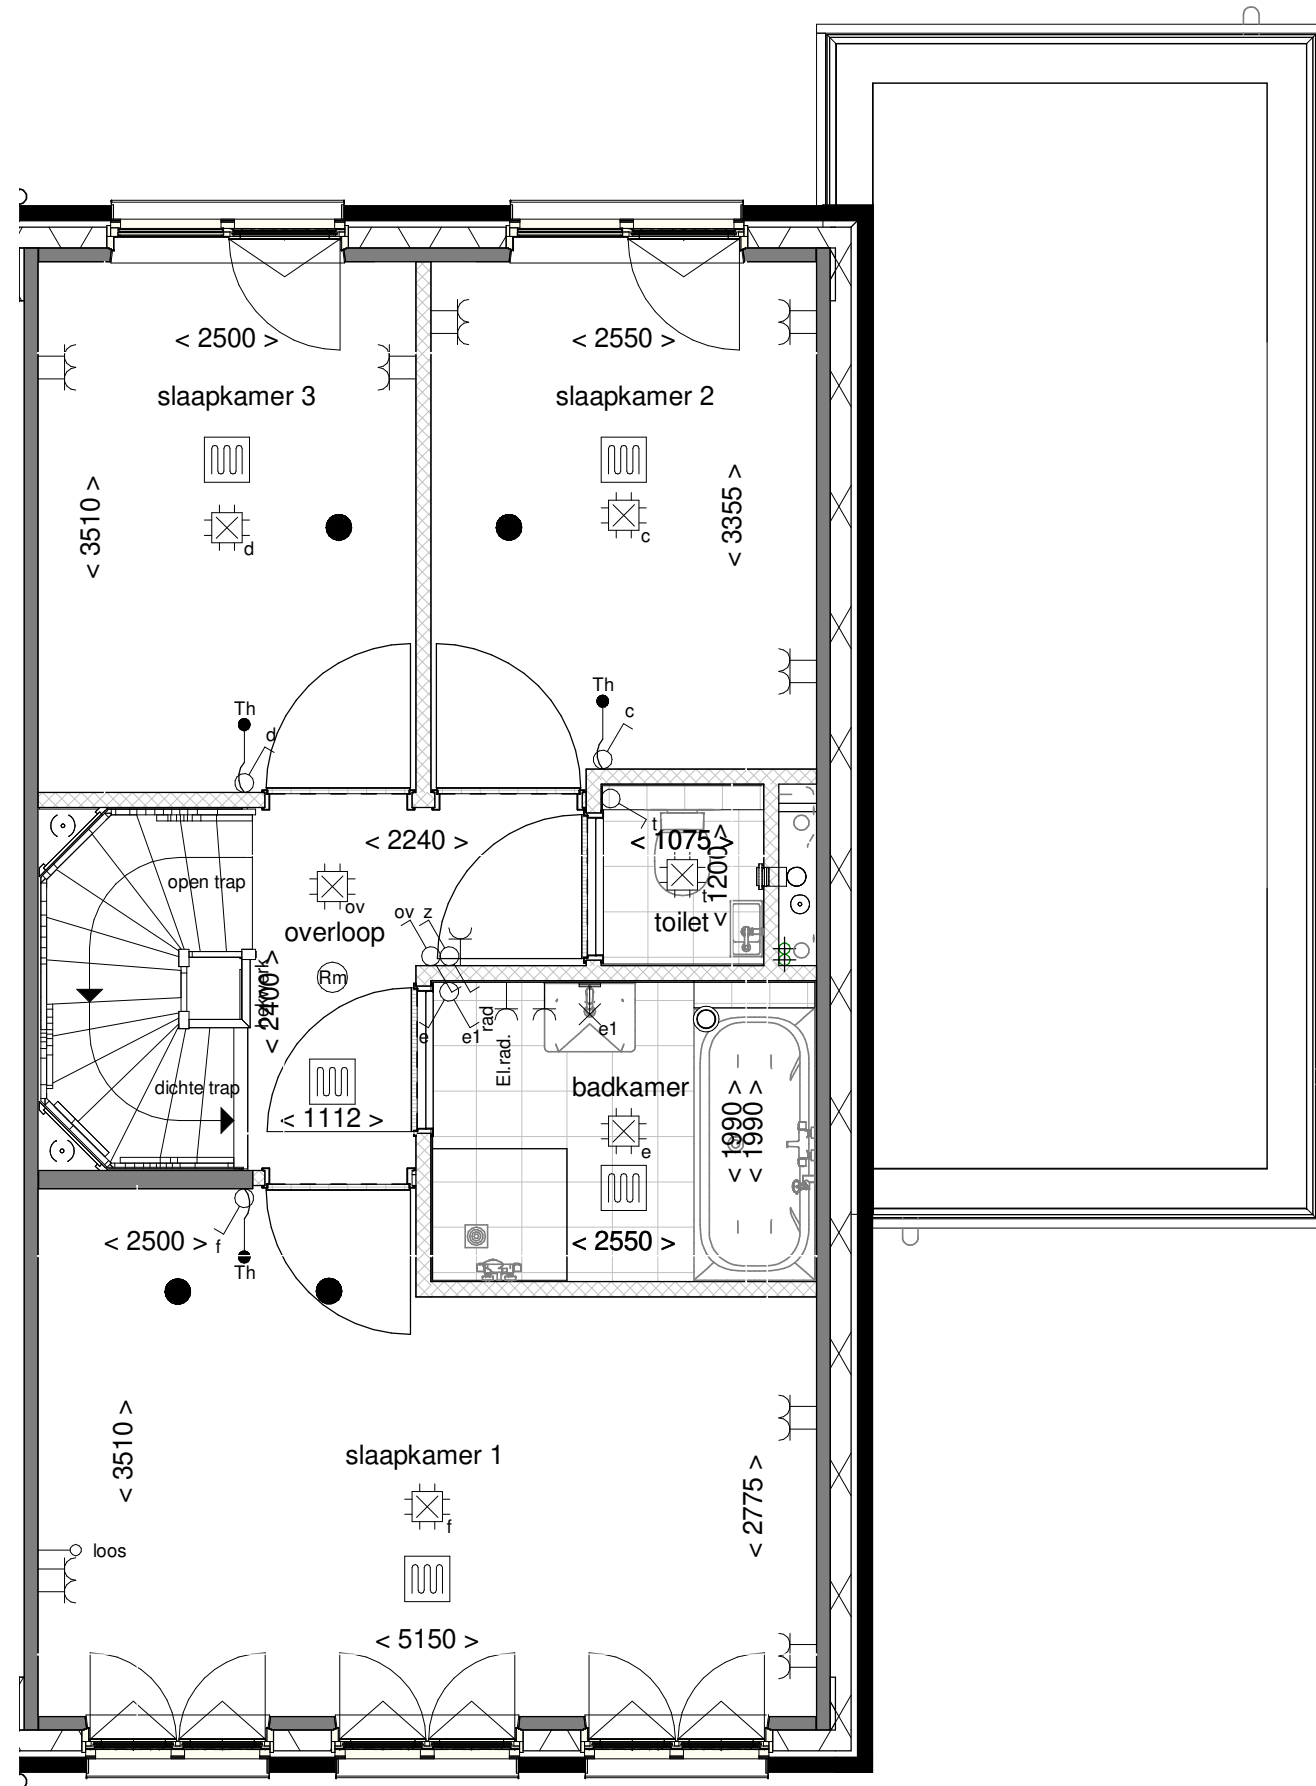 < 2500 >
< 2550 >
slaapkamer 3
slaapkamer 2
< 3510 >
< 3355 >
d
c
Th
c
Th
d
t
< 2240 >
< 1075 >
< 1200 >
open trap
t
ov
ov z
overloop
toilet
Rm
< 2400 >
e
e1
rad
El.rad.
e1
dichte trap
badkamer
< 1112 >
< 1990 >
< 1990 >
e
< 2500 >
f
< 2550 >
Th
< 3510 >
slaapkamer 1
< 2775 >
f
loos
< 5150 >